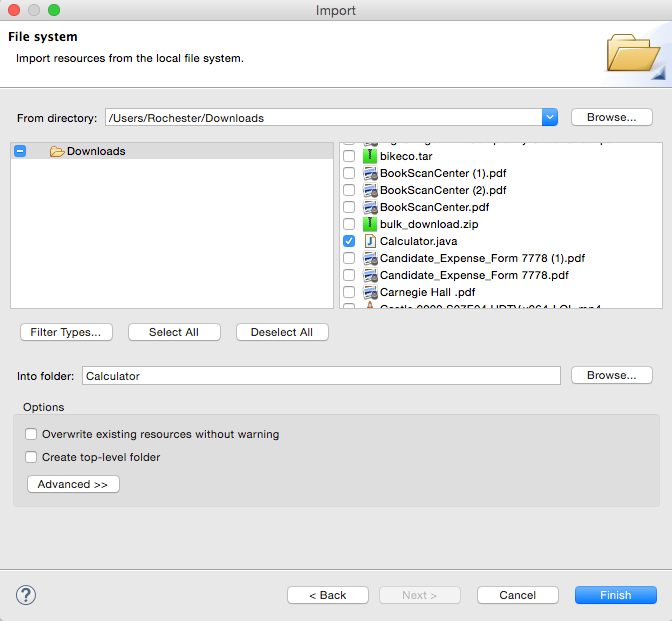 Import
File system
Import resources from the local file system.
From directory: /Users/Rochester/Downloads Browse...
Downloads
bikeco.tar
BookScanCenter (1).pdf
BookScanCenter (2).pdf
BookScanCenter.pdf
bulk_download.zip
Calculator.java
Candidate_Expense_Form 7778 (1).pdf
Candidate_Expense_Form 7778.pdf
Carnegie Hall .pdf
Filter Types... Select All Deselect All
Into folder: Calculator Browse...
Options
Overwrite existing resources without warning
Create top-level folder
Advanced >>
? < Back Next > Cancel Finish